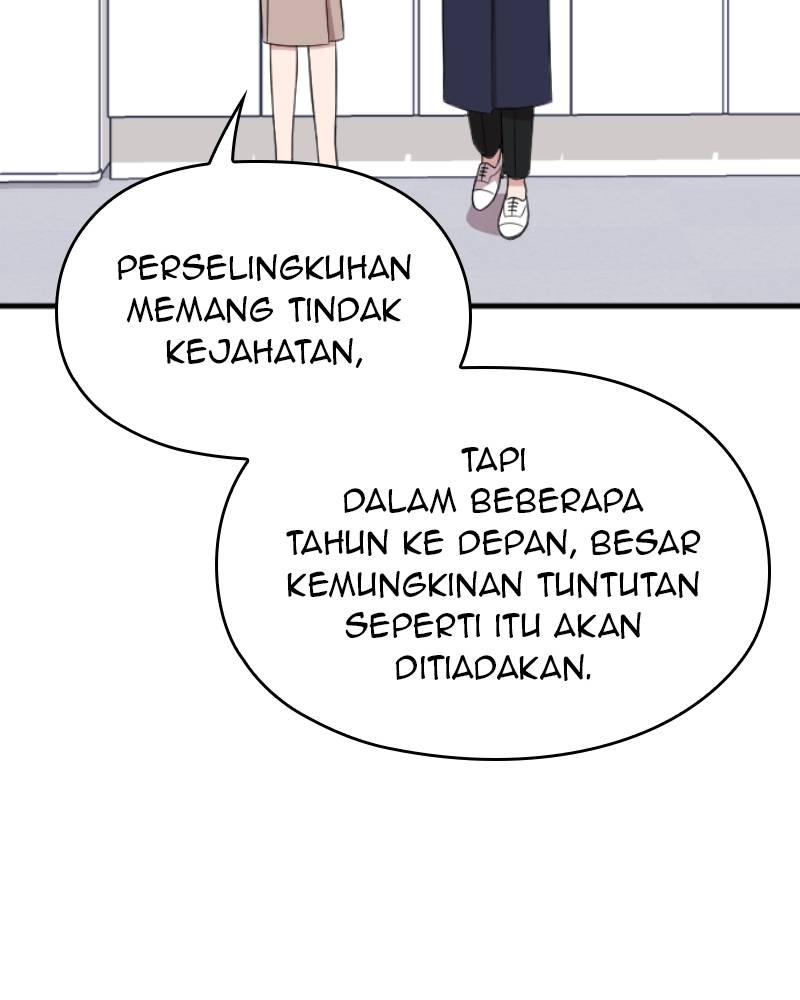 PERSELINGKUHAN
MEMANG TINDAK
KEJAHATAN,
TAPI
DALAM BEBERAPA
TAHUN KE DEPAN, BESAR
KEMUNGKINAN TUNTUTAN
SEPERTI ITU AKAN
DITIADAKAN.